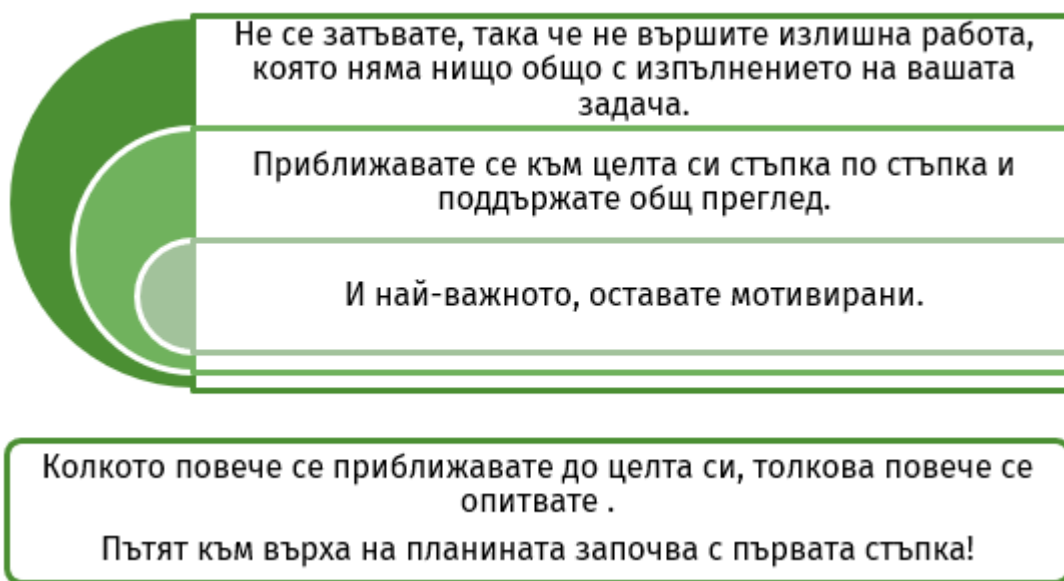 Не се затъвате, така че не вършите излишна работа,
която няма нищо общо с изпълнението на вашата
задача.
Приближавате се към целта си стъпка по стъпка и
поддържате общ преглед.
И най-важното, оставате мотивирани.
Колкото повече се приближавате до целта си, толкова повече се
опитвате .
Пътят към върха на планината започва с първата стъпка!